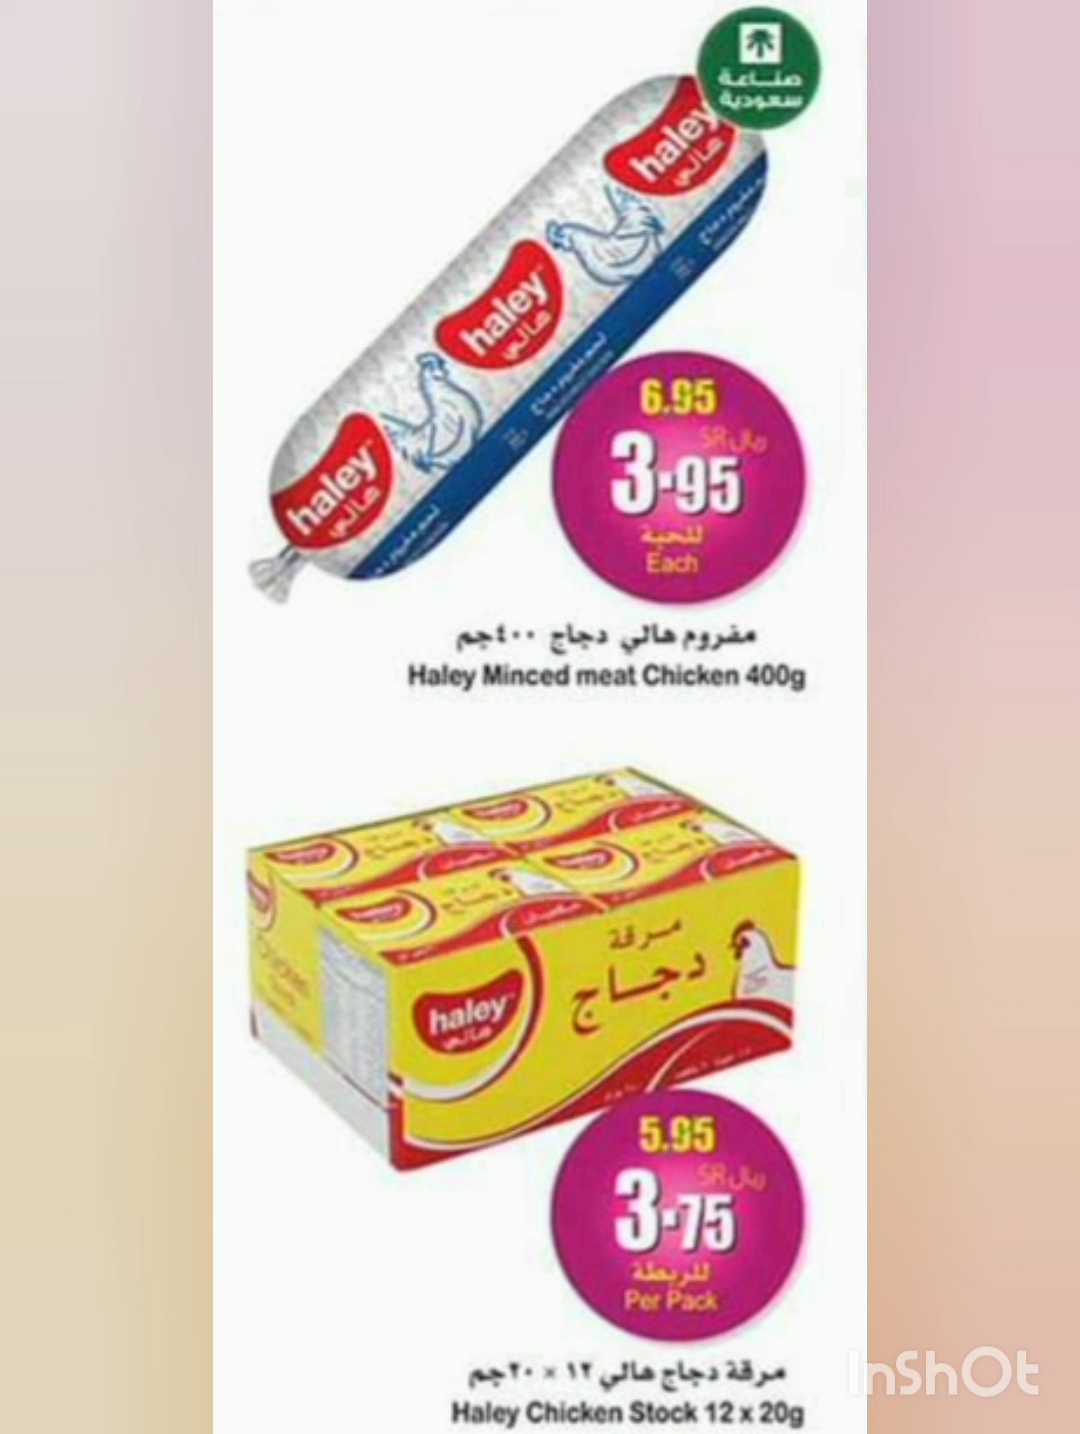 صناعة
سعودية
haley
هالي
haley
هالي
haley
هالي
6.95
SR ريال
3.95
للحبة
Each
مفروم هالي دجاج ٤٠٠جم
Haley Minced meat Chicken 400g
haley
هالي
مرقة
دجاج
5.95
SR ريال
3.75
للربطة
Per Pack
مرقة دجاج هالي ١٢ × ٢٠جم
Haley Chicken Stock 12 x 20g
InShOt